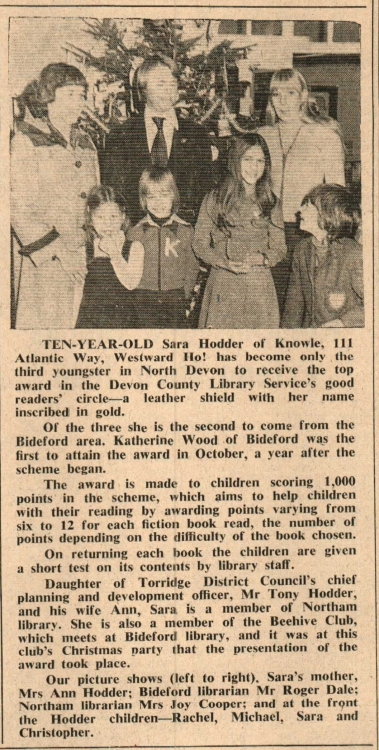 K
TEN-YEAR-OLD Sara Hodder of Knowle, 111
Atlantic Way, Westward Ho! has become only the
third youngster in North Devon to receive the top
award in the Devon County Library Service's good
readers' circle—a leather shield with her name
inscribed in gold.
Of the three she is the second to come from the
Bideford area. Katherine Wood of Bideford was the
first to attain the award in October, a year after the
scheme began.
The award is made to children scoring 1,000
points in the scheme, which aims to help children
with their reading by awarding points varying from
six to 12 for each fiction book read, the number of
points depending on the difficulty of the book chosen.
On returning each book the children are given
a short test on its contents by library staff.
Daughter of Torridge District Council's chief
planning and development officer, Mr Tony Hodder,
and his wife Ann, Sara is a member of Northam
library. She is also a member of the Beehive Club,
which meets at Bideford library, and it was at this
club's Christmas party that the presentation of the
award took place.
Our picture shows (left to right). Sara's mother,
Mrs Ann Hodder; Bideford librarian Mr Roger Dale;
Northam librarian Mrs Joy Cooper; and at the front
the Hodder children—Rachel, Michael, Sara and
Christopher.